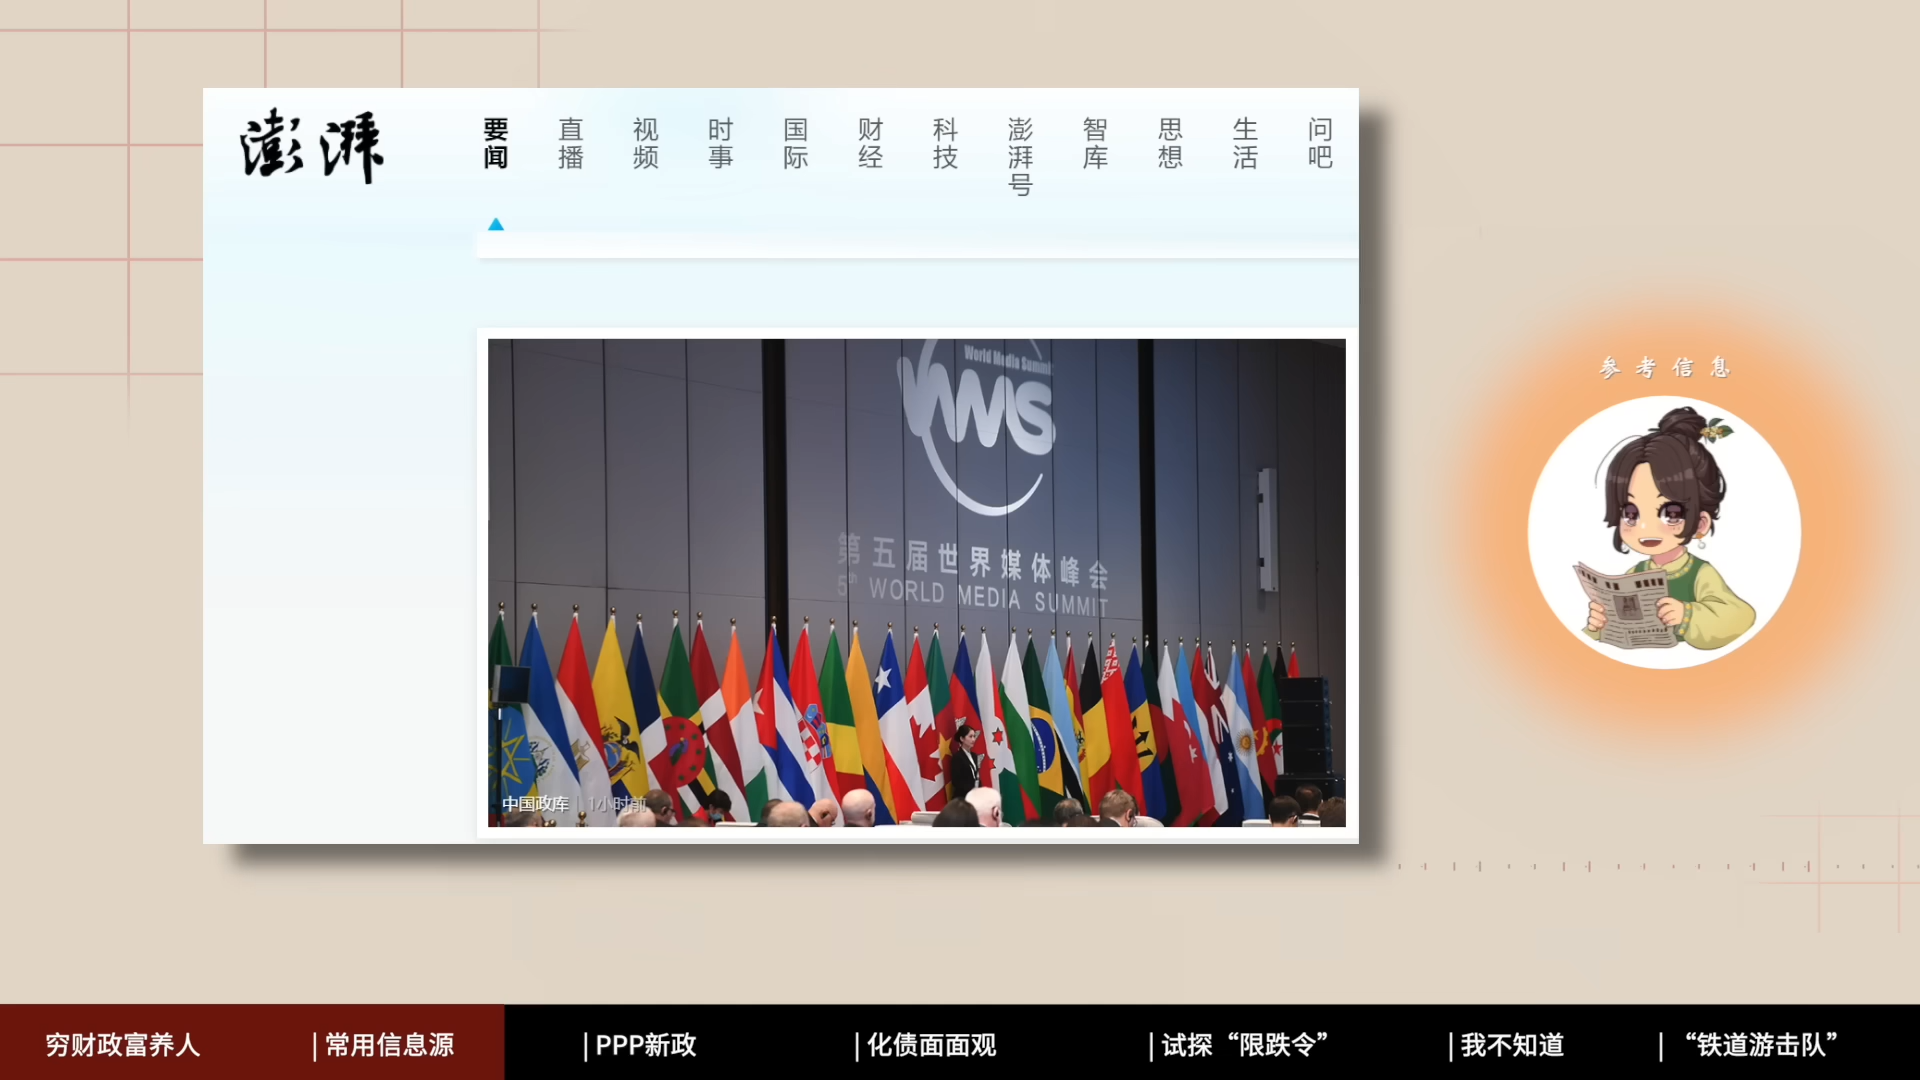 澎湃
要闻
直播
视频
时事
国际
财经
科技
澎湃号
智库
思想
生活
问吧
World Media Summit
WMS
第五届世界媒体峰会
5th WORLD MEDIA SUMMIT
中国政库 | 1小时前
参考信息
穷财政富养人
|常用信息源
|PPP新政
|化债面面观
|试探“限跌令”
|我不知道
|“铁道游击队”